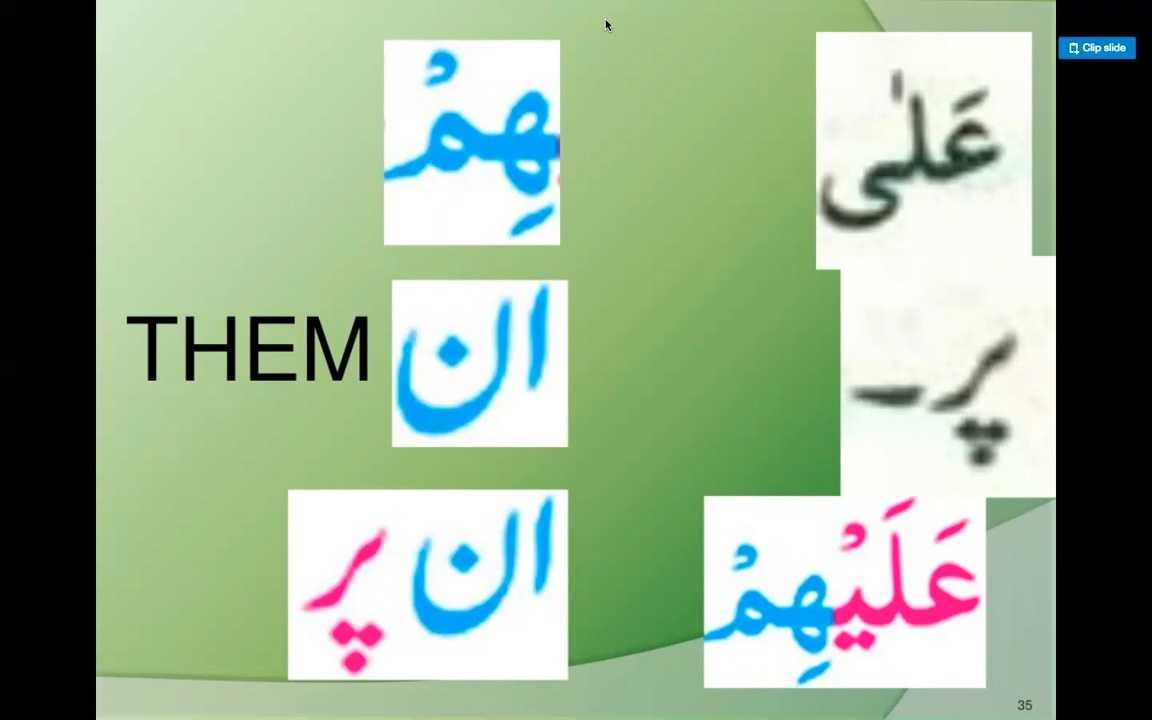 Clip slide
عَلٰى
هِمْ
پر۔
ان THEM
عَلَيْهِمْ
ان پر
35